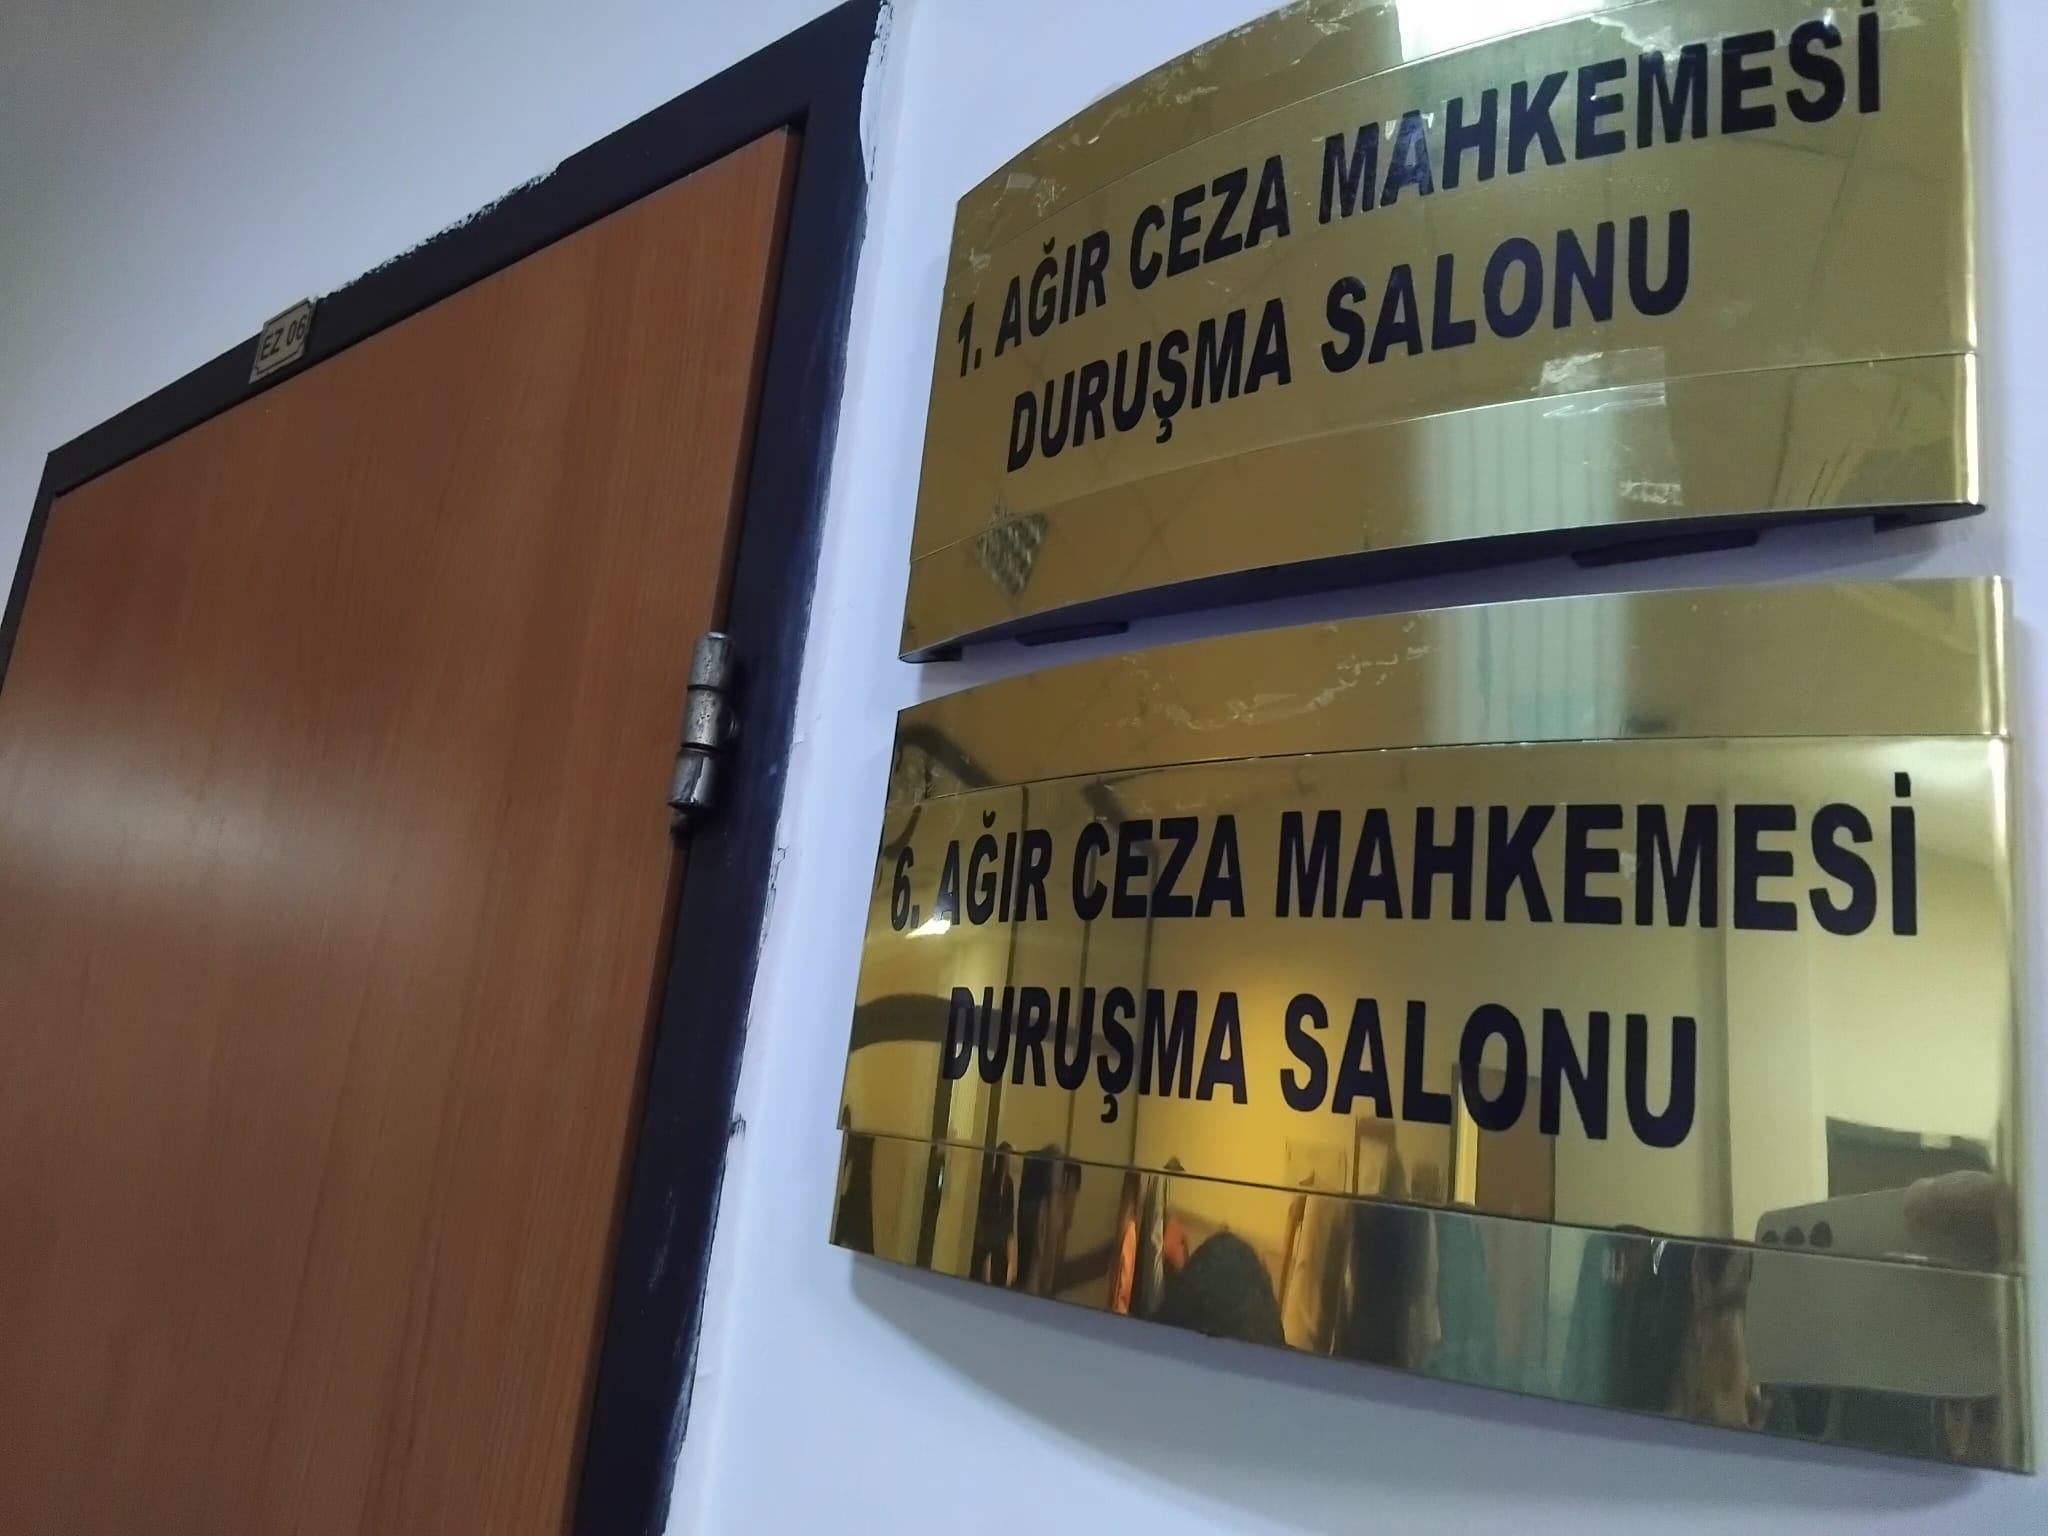 EZ 06
1. AĞIR CEZA MAHKEMESİ
DURUŞMA SALONU
6. AĞIR CEZA MAHKEMESİ
DURUŞMA SALONU